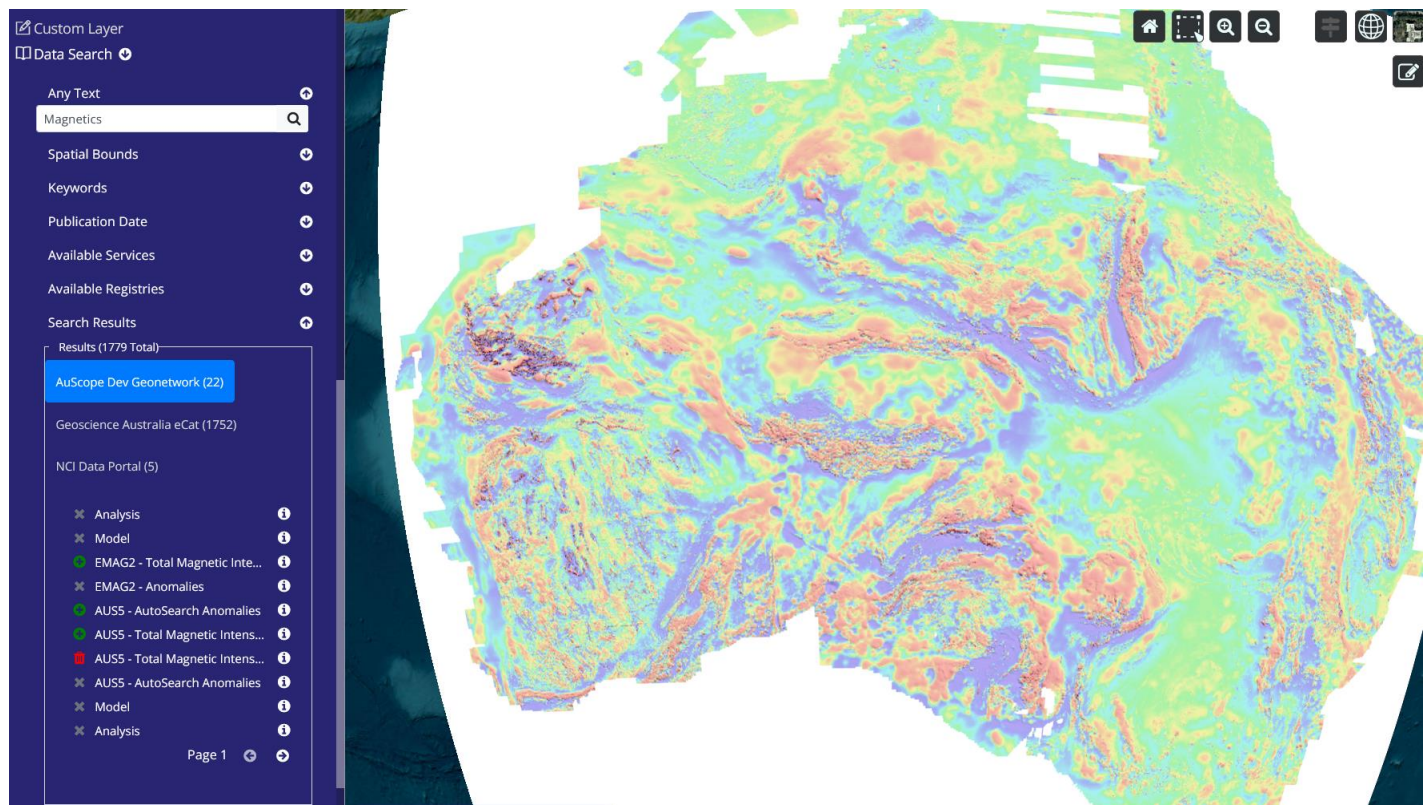 Custom Layer
Data Search
Any Text
Magnetics
Spatial Bounds
Keywords
Publication Date
Available Services
Available Registries
Search Results
Results (1779 Total)
AuScope Dev Geonetwork (22)
Geoscience Australia eCat (1752)
NCI Data Portal (5)
Analysis
Model
EMAG2 - Total Magnetic Inte...
EMAG2 - Anomalies
AUS5 - AutoSearch Anomalies
AUS5 - Total Magnetic Intens...
AUS5 - Total Magnetic Intens...
AUS5 - AutoSearch Anomalies
Model
Analysis
Page 1